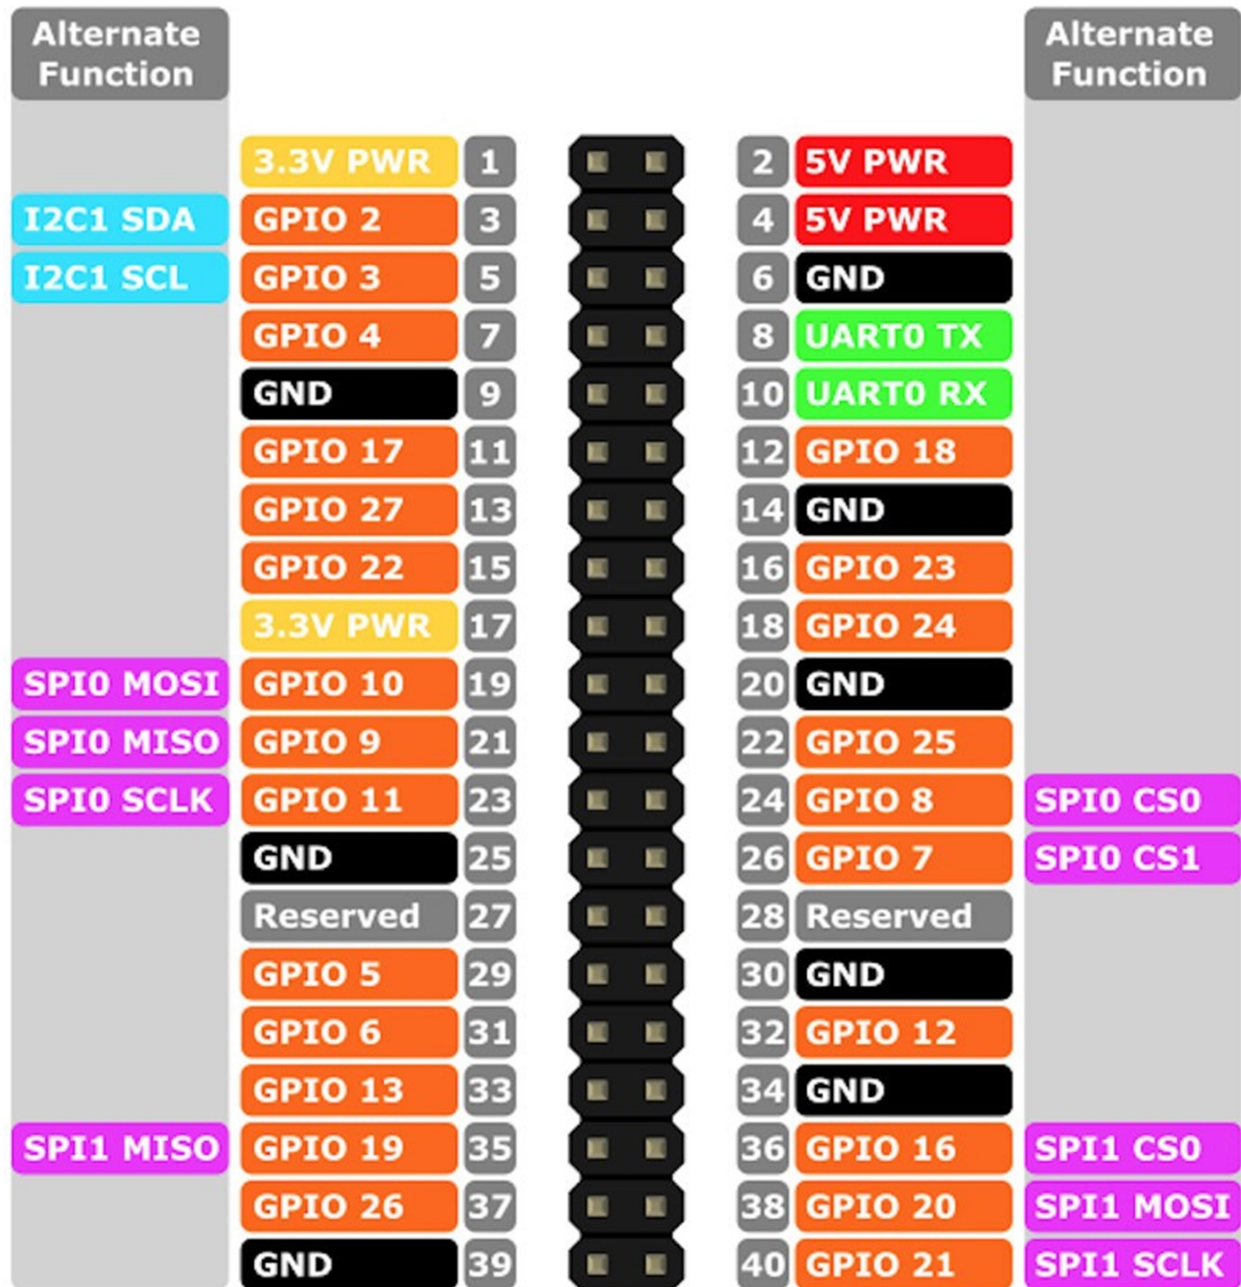 Alternate
Function
Alternate
Function
3.3V PWR 1 2 5V PWR
I2C1 SDA GPIO 2 3 4 5V PWR
I2C1 SCL GPIO 3 5 6 GND
GPIO 4 7 8 UART0 TX
GND 9 10 UART0 RX
GPIO 17 11 12 GPIO 18
GPIO 27 13 14 GND
GPIO 22 15 16 GPIO 23
3.3V PWR 17 18 GPIO 24
SPI0 MOSI GPIO 10 19 20 GND
SPI0 MISO GPIO 9 21 22 GPIO 25
SPI0 SCLK GPIO 11 23 24 GPIO 8 SPI0 CS0
GND 25 26 GPIO 7 SPI0 CS1
Reserved 27 28 Reserved
GPIO 5 29 30 GND
GPIO 6 31 32 GPIO 12
GPIO 13 33 34 GND
SPI1 MISO GPIO 19 35 36 GPIO 16 SPI1 CS0
GPIO 26 37 38 GPIO 20 SPI1 MOSI
GND 39 40 GPIO 21 SPI1 SCLK